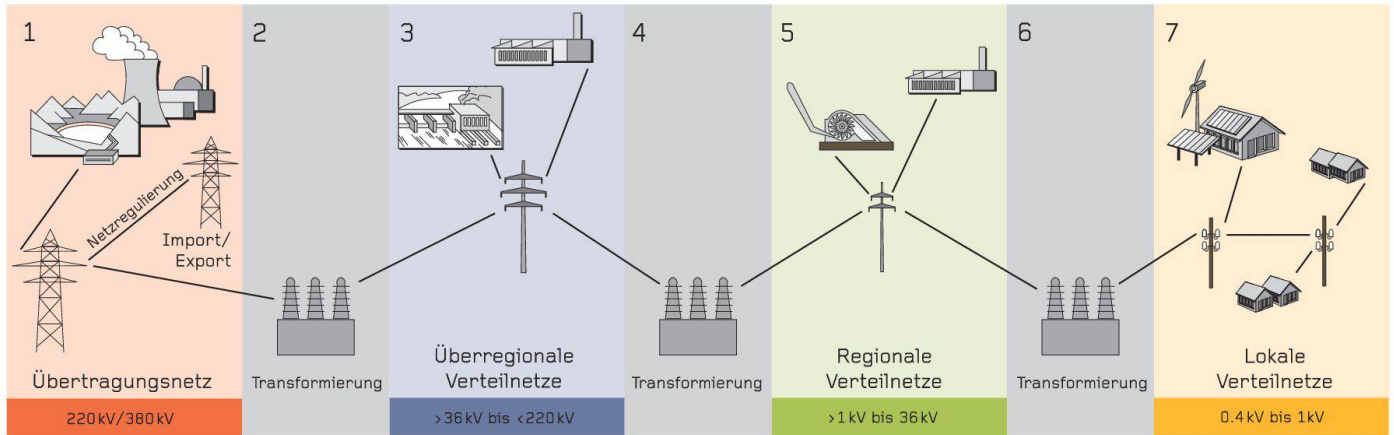 1
2
3
4
5
6
7
Netzregulierung
Import/
Export
Übertragungsnetz
Transformierung
Überregionale
Verteilnetze
Transformierung
Regionale
Verteilnetze
Transformierung
Lokale
Verteilnetze
220kV/380kV
>36kV bis <220kV
>1kV bis 36kV
0.4kV bis 1kV